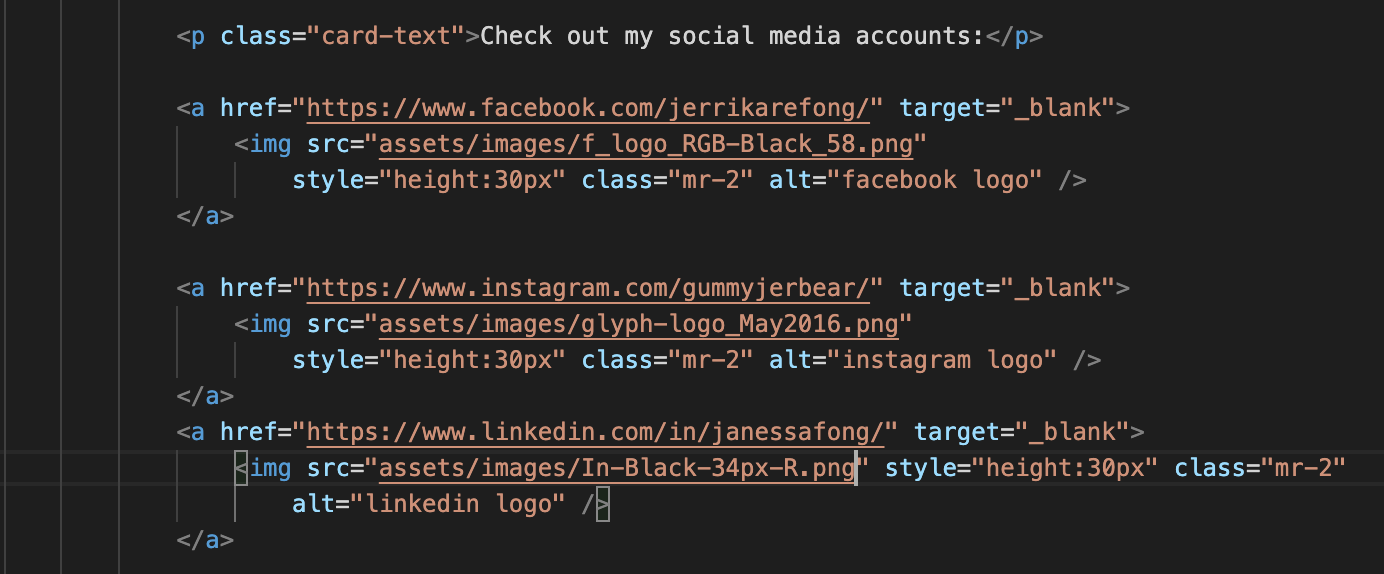 <p class="card-text">Check out my social media accounts:</p>
<a href="https://www.facebook.com/jerrikarefong/" target="_blank">
<img src="assets/images/f_logo_RGB-Black_58.png"
style="height:30px" class="mr-2" alt="facebook logo" />
</a>
<a href="https://www.instagram.com/gummyjerbear/" target="_blank">
<img src="assets/images/glyph-logo_May2016.png"
style="height:30px" class="mr-2" alt="instagram logo" />
</a>
<a href="https://www.linkedin.com/in/janessafong/" target="_blank">
<img src="assets/images/In-Black-34px-R.png" style="height:30px" class="mr-2"
alt="linkedin logo" />
</a>